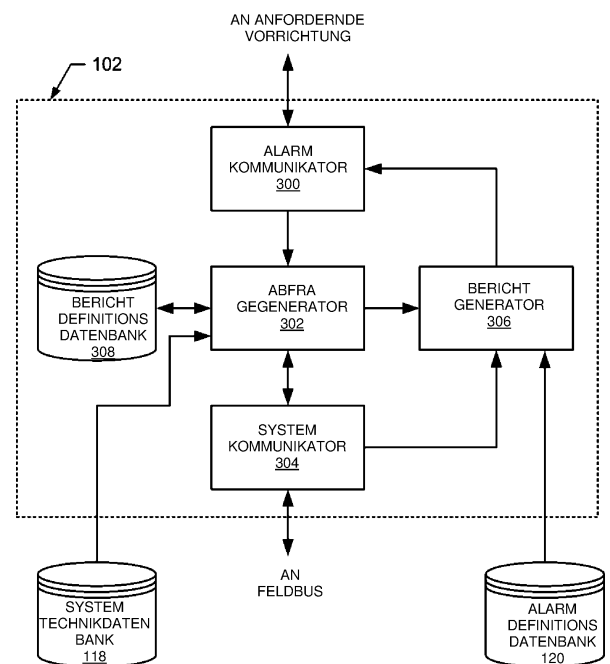 AN ANFORDERNDE
VORRICHTUNG
102
ALARM
KOMMUNIKATOR
300
ABFRA
GEGENERATOR
302
BERICHT
GENERATOR
306
BERICHT
DEFINITIONS
DATENBANK
308
SYSTEM
KOMMUNIKATOR
304
AN
FELDBUS
SYSTEM
TECHNIKDATEN
BANK
118
ALARM
DEFINITIONS
DATENBANK
120